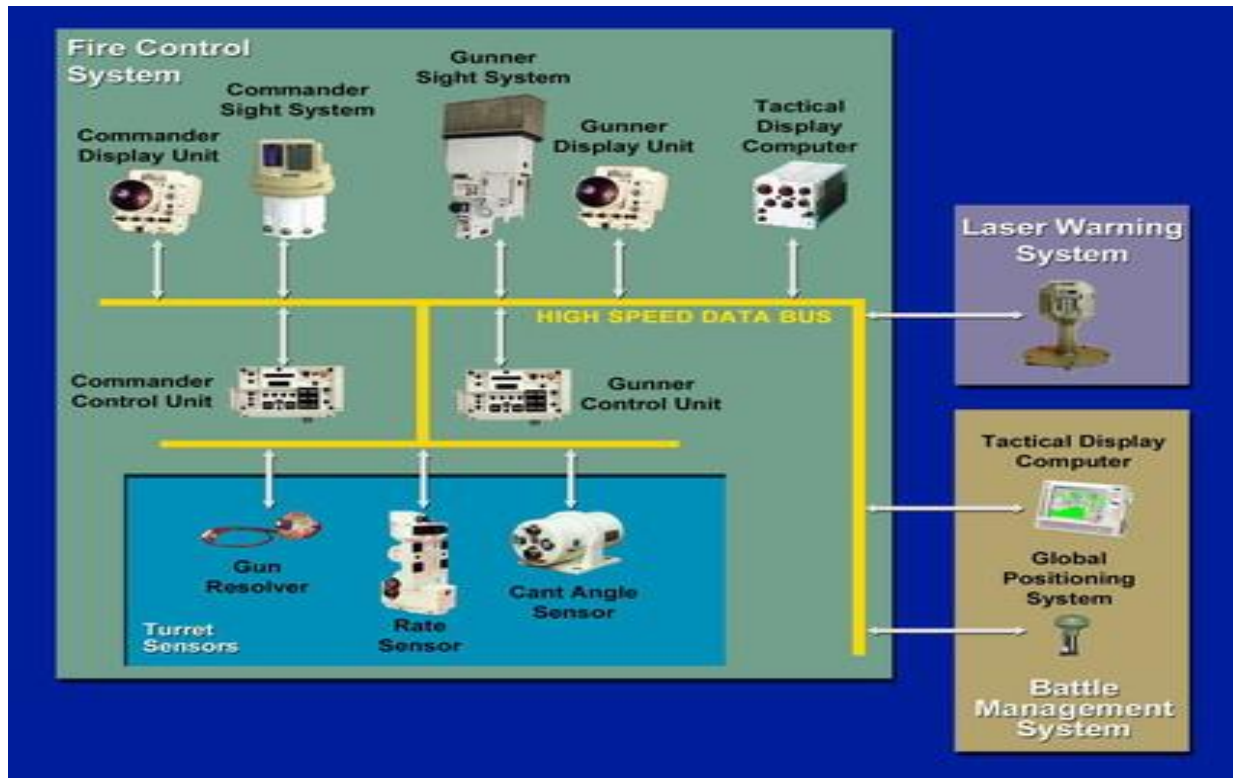 Fire Control
System
Commander
Display Unit
Commander
Sight System
Gunner
Sight System
Gunner
Display Unit
Tactical
Display
Computer
HIGH SPEED DATA BUS
Commander
Control Unit
Gunner
Control Unit
Gun
Resolver
Rate
Sensor
Cant Angle
Sensor
Turret
Sensors
Laser Warning
System
Tactical Display
Computer
Global
Positioning
System
Battle
Management
System